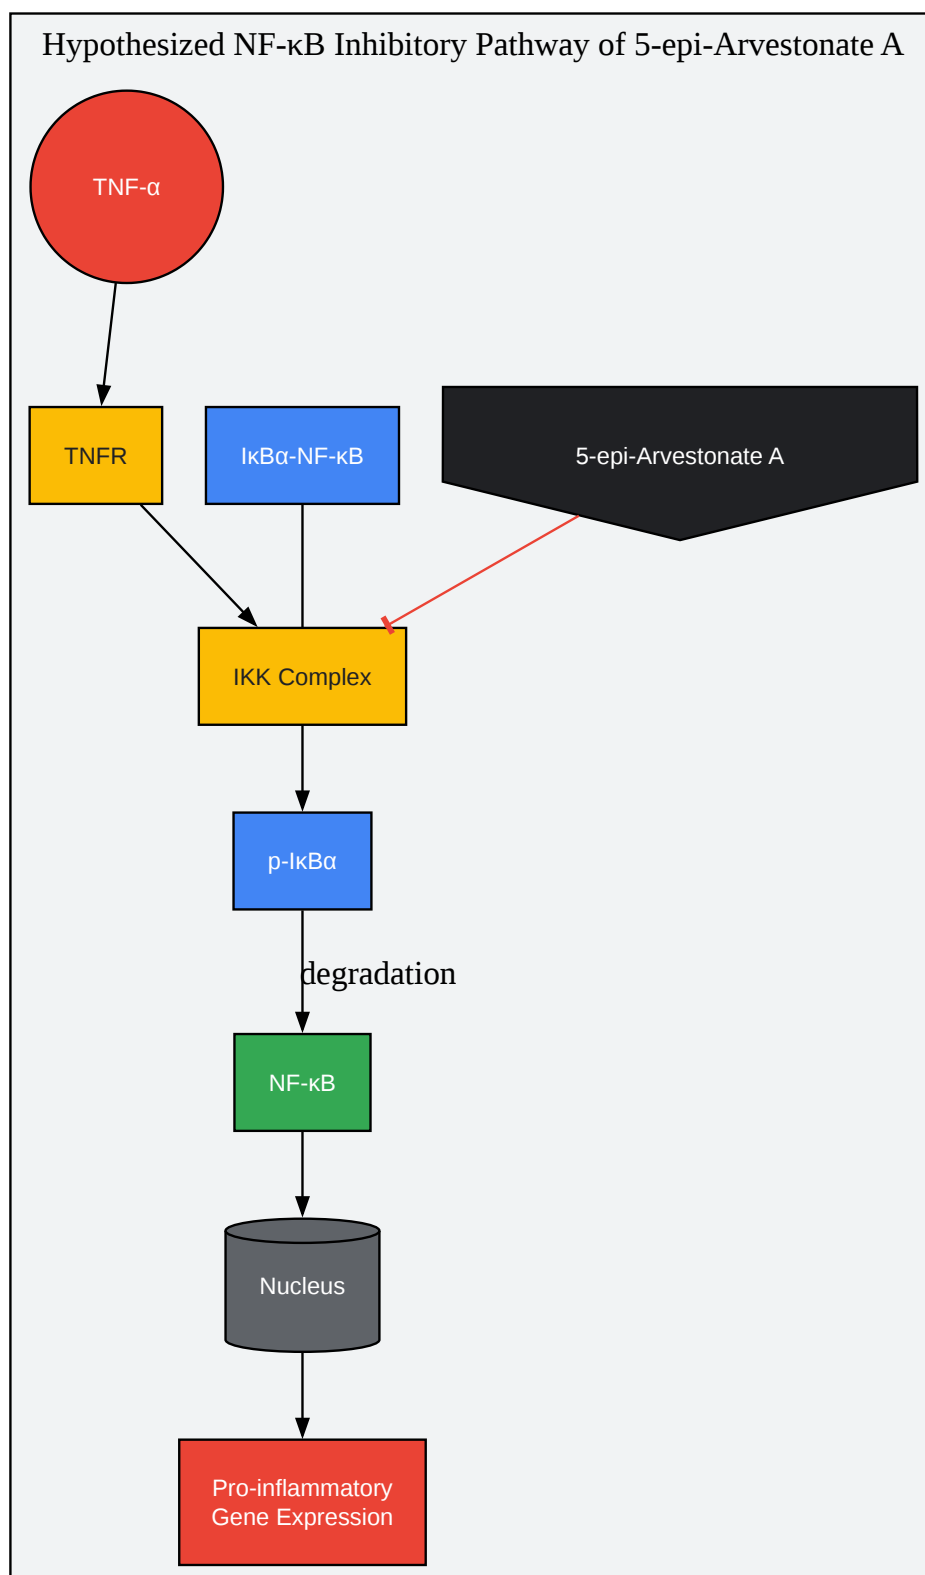 Hypothesized NF-κB Inhibitory Pathway of 5-epi-Arvestonate A
TNF-α
TNFR
IκBα-NF-κB
5-epi-Arvestonate A
IKK Complex
p-IκBα
degradation
NF-κB
Nucleus
Pro-inflammatory
Gene Expression